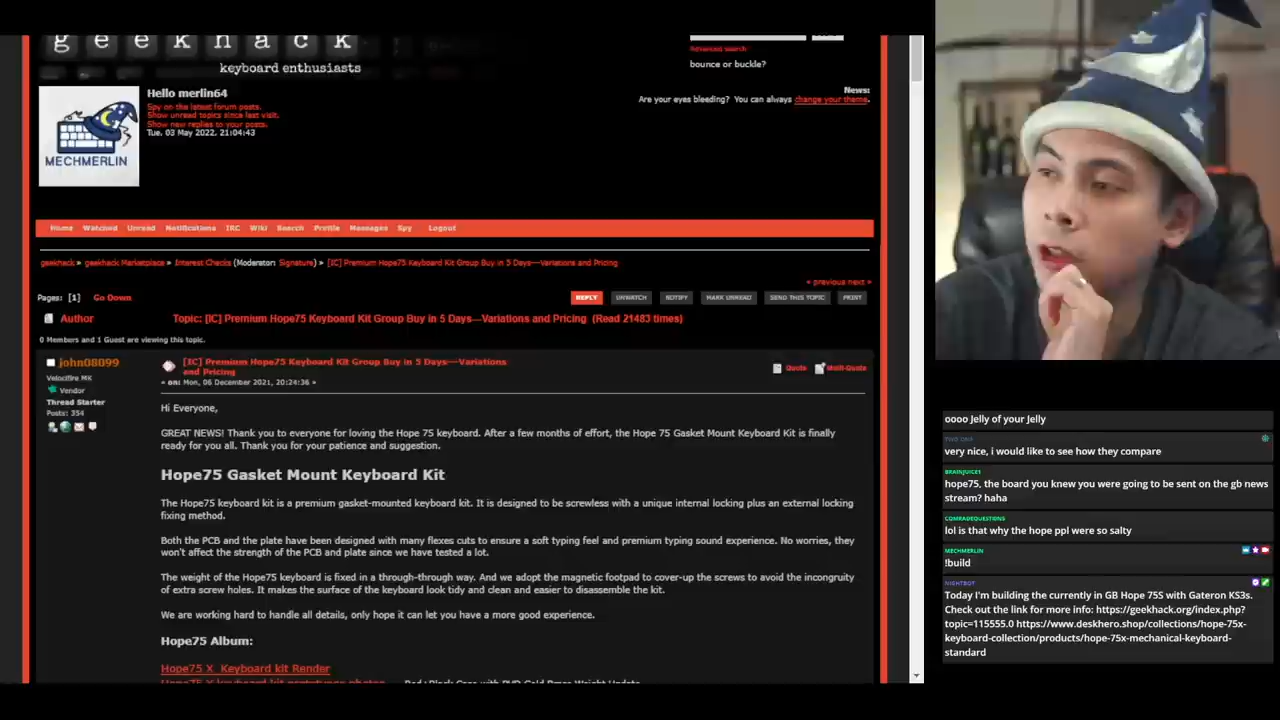 geekhack
keyboard enthusiasts
Advanced search
bounce or buckle?
Hello merlin64
Spy on the latest forum posts.
Show unread topics since last visit.
Show new replies to your posts.
Tue, 03 May 2022, 21:04:43
MECHMERLIN
News:
Are your eyes bleeding? You can always change your theme.
Home Watched Unread Notifications IRC Wiki Search Profile Messages Spy Logout
geekhack » geekhack Marketplace » Interest Checks (Moderator: Signature) » [IC] Premium Hope75 Keyboard Kit Group Buy in 5 Days—Variations and Pricing
« previous next »
Pages: [1] Go Down
REPLY UNWATCH NOTIFY MARK UNREAD SEND THIS TOPIC PRINT
Author Topic: [IC] Premium Hope75 Keyboard Kit Group Buy in 5 Days—Variations and Pricing (Read 21483 times)
0 Members and 1 Guest are viewing this topic.
john08099
Velocifire MK
Vendor
Thread Starter
Posts: 354
[IC] Premium Hope75 Keyboard Kit Group Buy in 5 Days—Variations
and Pricing
« on: Mon, 06 December 2021, 20:24:36 »
Quote Multi-Quote
Hi Everyone,
GREAT NEWS! Thank you to everyone for loving the Hope 75 keyboard. After a few months of effort, the Hope 75 Gasket Mount Keyboard Kit is finally
ready for you all. Thank you for your patience and suggestion.
Hope75 Gasket Mount Keyboard Kit
The Hope75 keyboard kit is a premium gasket-mounted keyboard kit. It is designed to be screwless with a unique internal locking plus an external locking
fixing method.
Both the PCB and the plate have been designed with many flexes cuts to ensure a soft typing feel and premium typing sound experience. No worries, they
won't affect the strength of the PCB and plate since we have tested a lot.
The weight of the Hope75 keyboard is fixed in a through-through way. And we adopt the magnetic footpad to cover-up the screws to avoid the incongruity
of extra screw holes. It makes the surface of the keyboard look tidy and clean and easier to disassemble the kit.
We are working hard to handle all details, only hope it can let you have a more good experience.
Hope75 Album:
Hope75 X Keyboard kit Render
Hope75 X keyboard kit prototypes photos
oooo Jelly of your Jelly
very nice, i would like to see how they compare
BRAINJUICE1
hope75, the board you knew you were going to be sent on the gb news
stream? haha
COMRADEQUESTIONS
lol is that why the hope ppl were so salty
MECHMERLIN
!build
NIGHTBOT
Today I'm building the currently in GB Hope 75S with Gateron KS3s.
Check out the link for more info: https://geekhack.org/index.php?
topic=115555.0 https://www.deskhero.shop/collections/hope-75x-
keyboard-collection/products/hope-75x-mechanical-keyboard-
standard